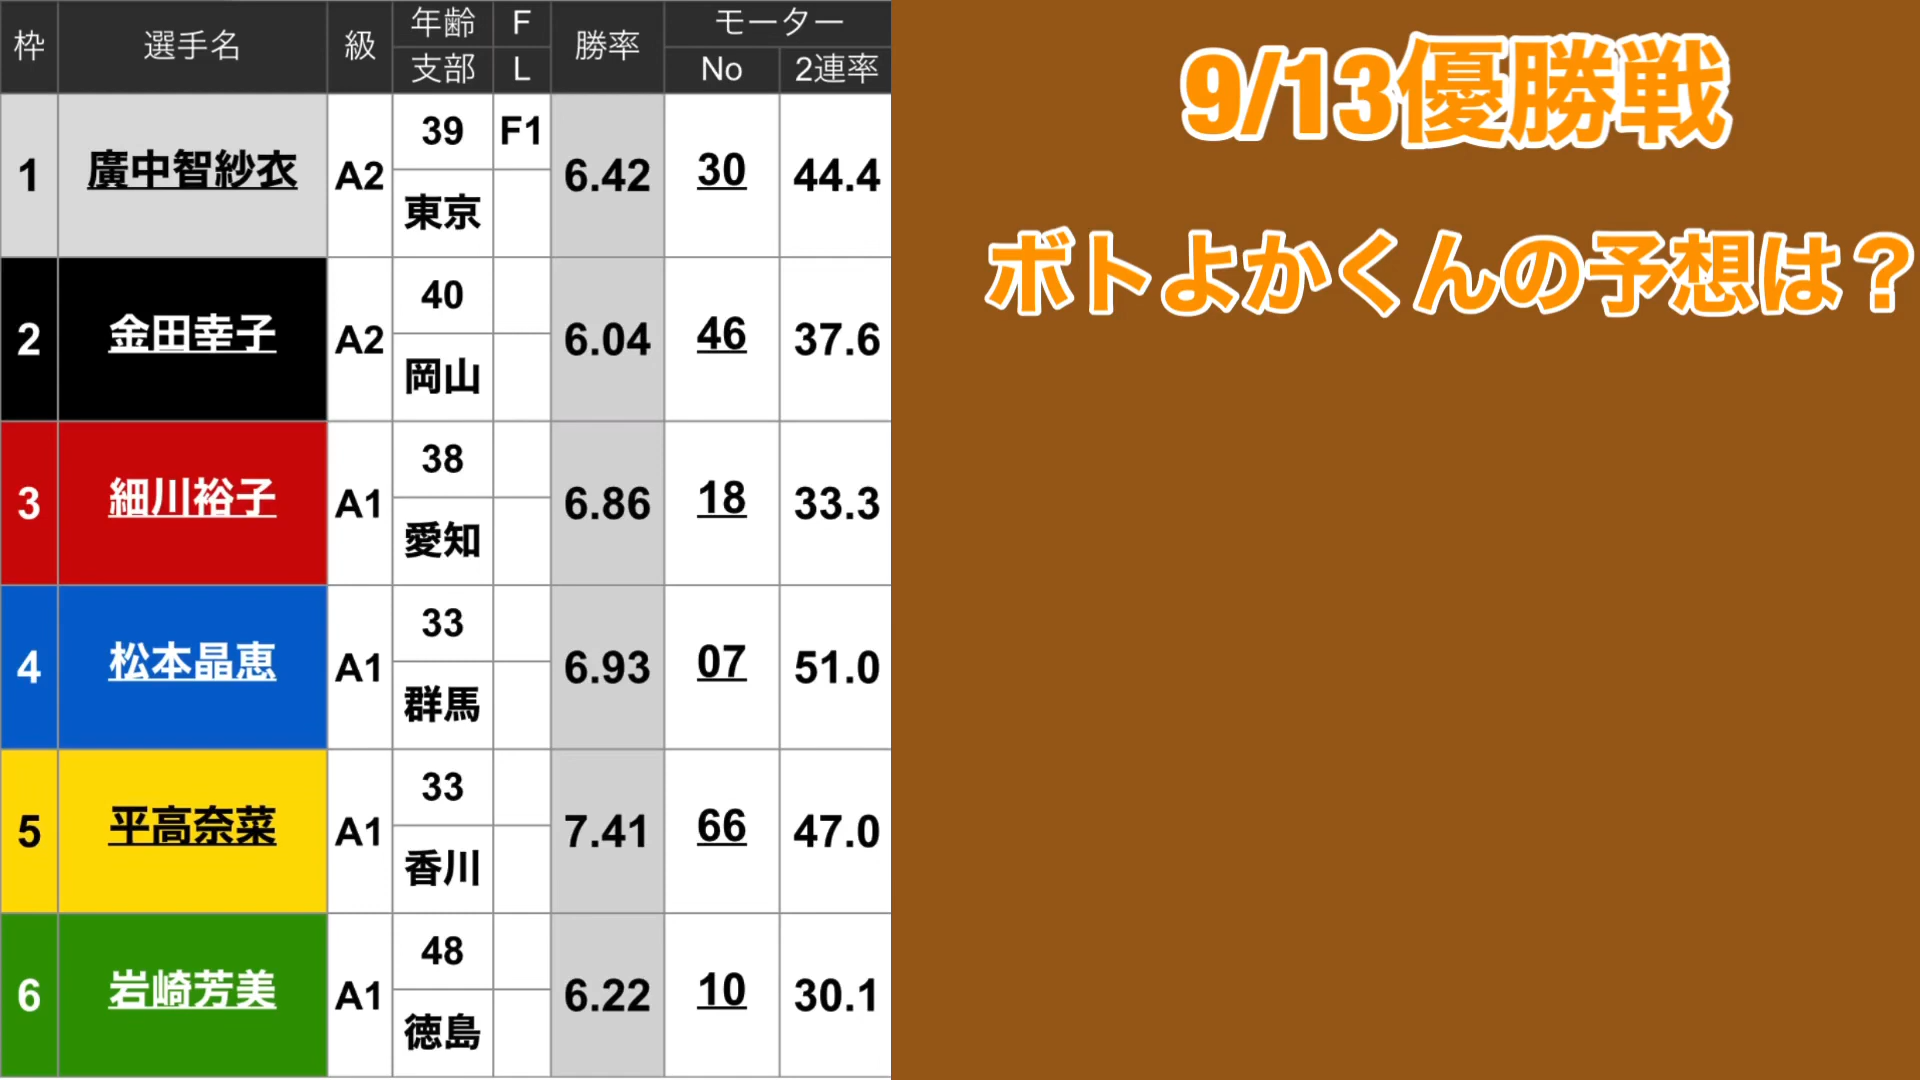 枠 選手名 級 年齢 F 勝率 モーター
支部 L No 2連率
1 廣中智紗衣 A2 39 F1 6.42 30 44.4
東京
2 金田幸子 A2 40 6.04 46 37.6
岡山
3 細川裕子 A1 38 6.86 18 33.3
愛知
4 松本晶恵 A1 33 6.93 07 51.0
群馬
5 平高奈菜 A1 33 7.41 66 47.0
香川
6 岩崎芳美 A1 48 6.22 10 30.1
徳島
9/13優勝戦
ボトよかくんの予想は？